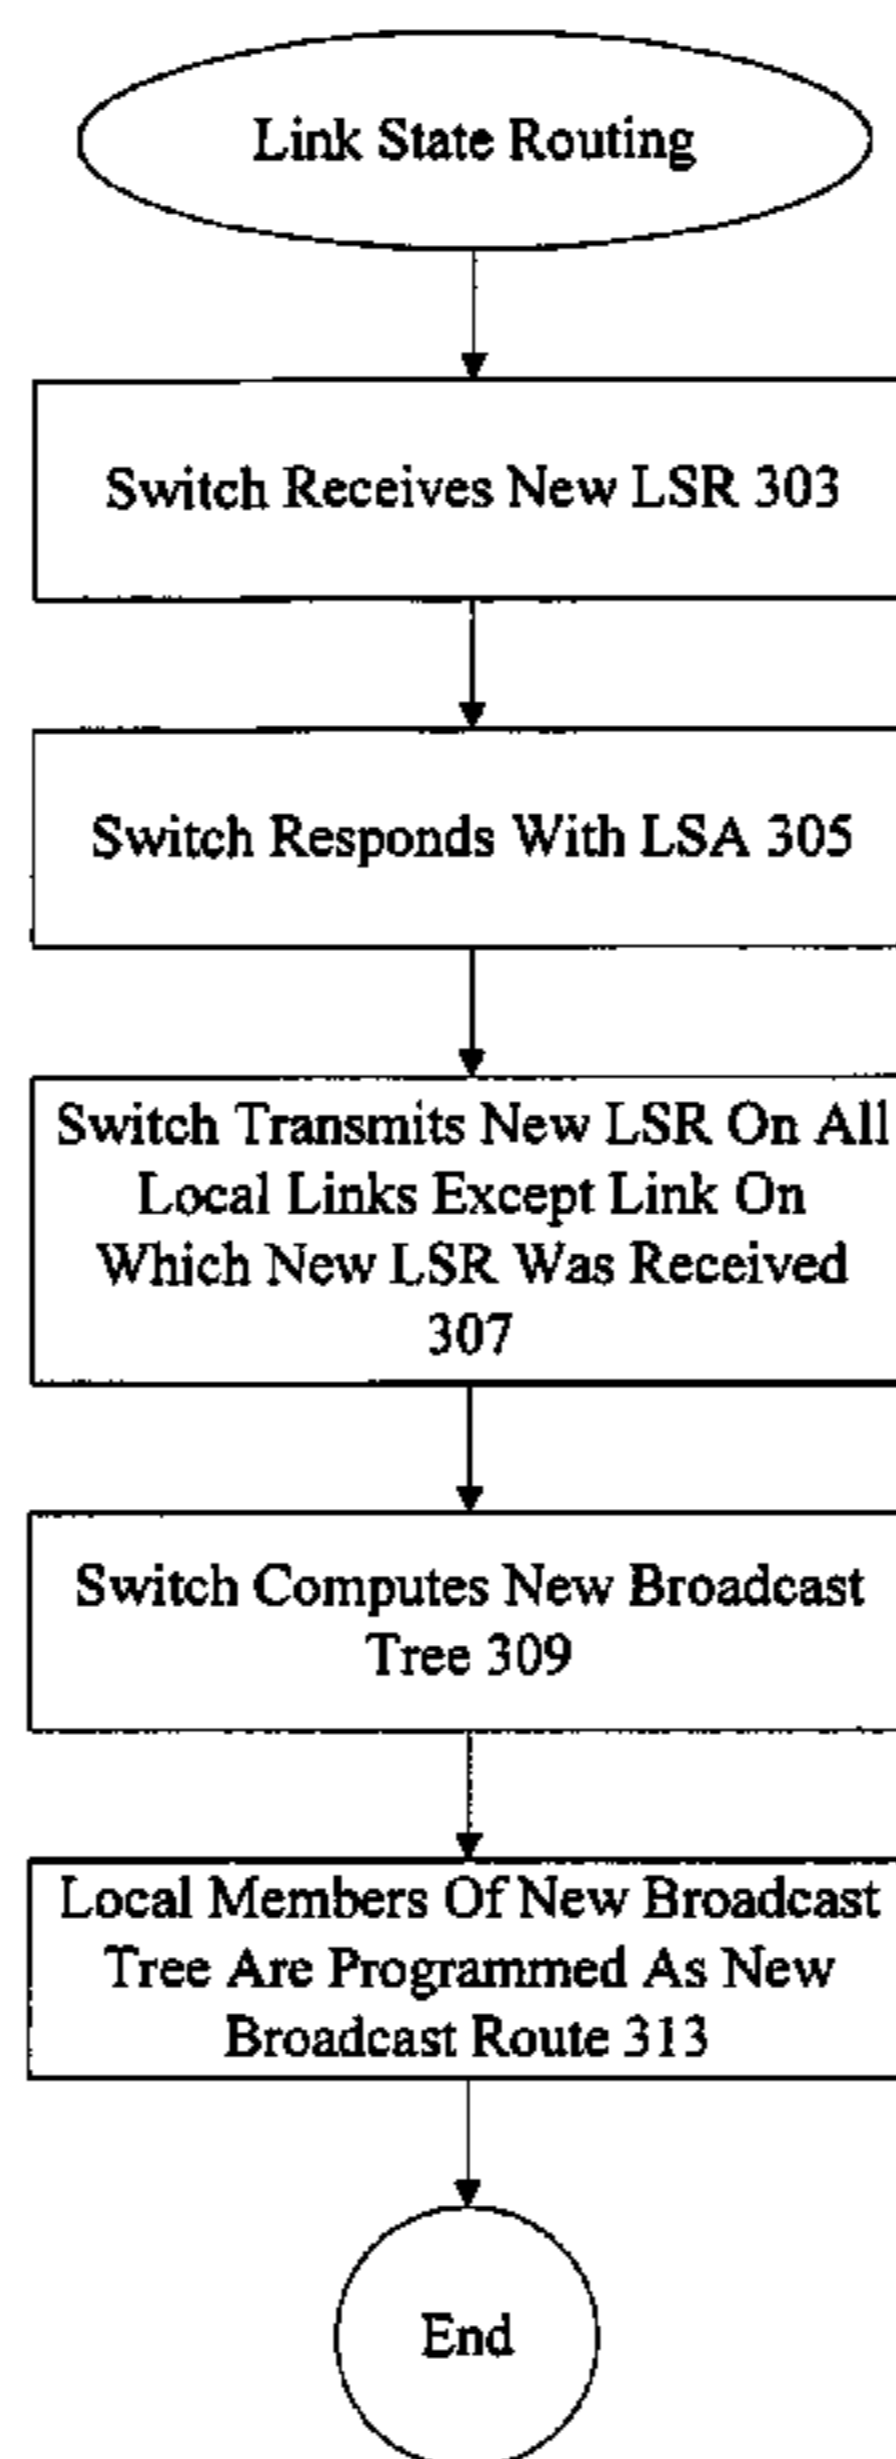 Link State Routing
Switch Receives New LSR 303
Switch Responds With LSA 305
Switch Transmits New LSR On All
Local Links Except Link On
Which New LSR Was Received
307
Switch Computes New Broadcast
Tree 309
Local Members Of New Broadcast
Tree Are Programmed As New
Broadcast Route 313
End